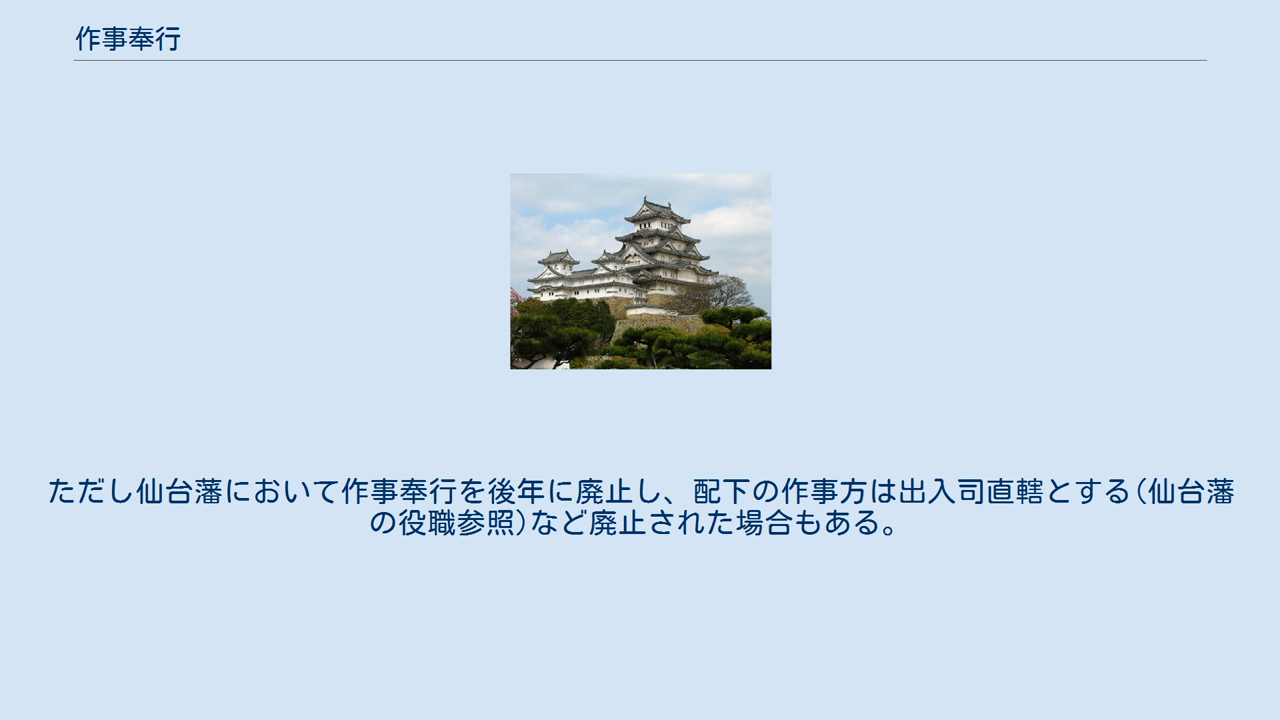 作事奉行
ただし仙台藩において作事奉行を後年に廃止し、配下の作事方は出入司直轄とする(仙台藩
の役職参照)など廃止された場合もある。